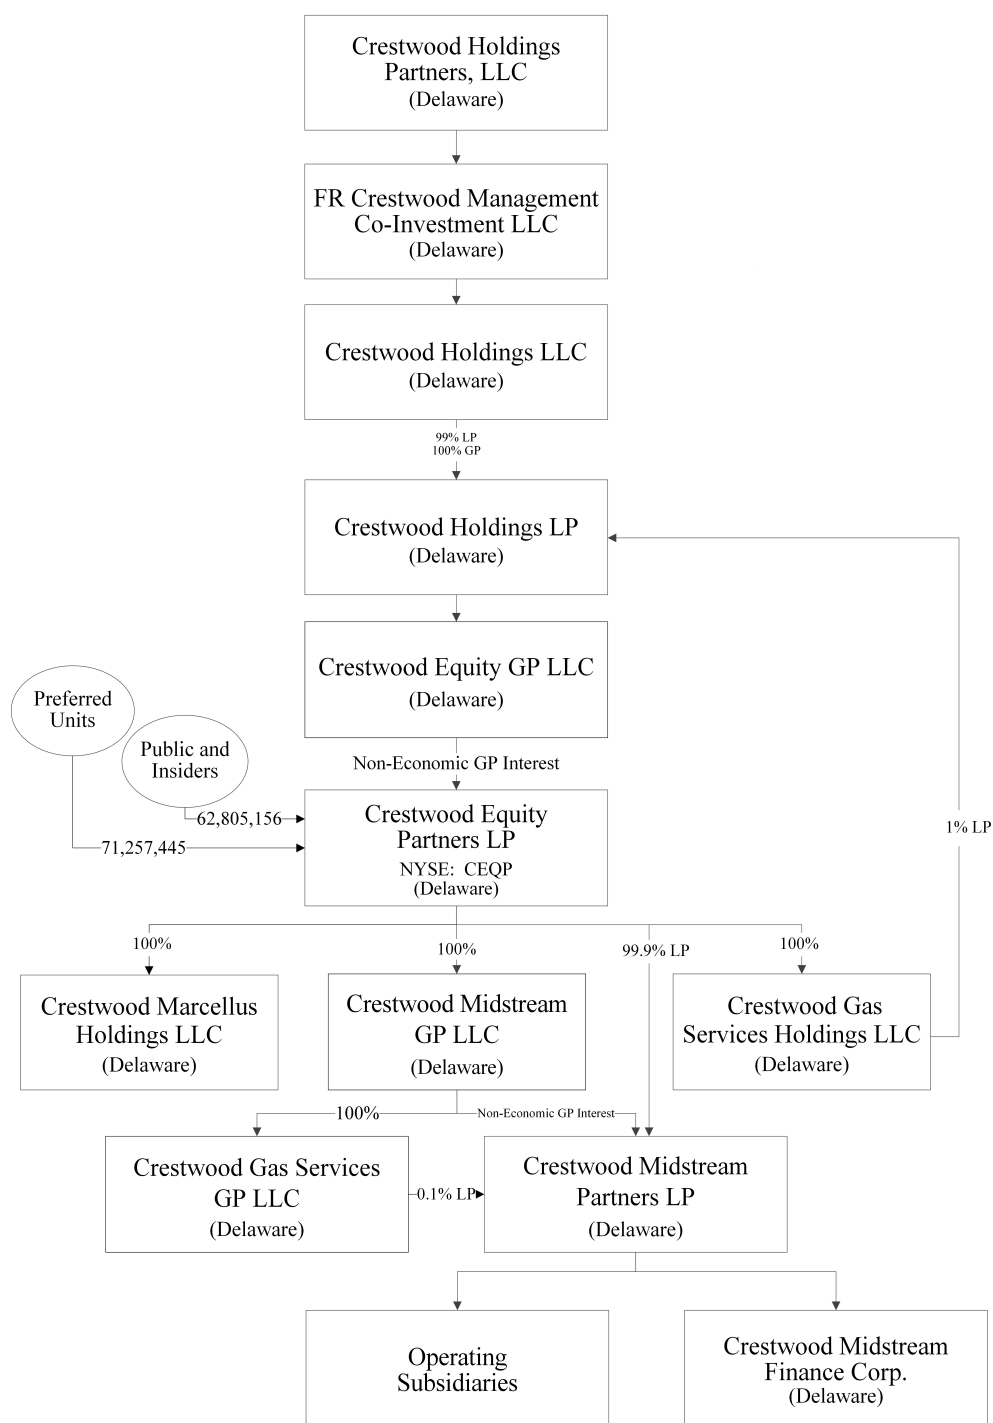 Crestwood Holdings
Partners, LLC
(Delaware)
FR Crestwood Management
Co-Investment LLC
(Delaware)
Crestwood Holdings LLC
(Delaware)
99% LP
100% GP
Crestwood Holdings LP
(Delaware)
Crestwood Equity GP LLC
(Delaware)
Preferred
Units
Public and
Insiders
Non-Economic GP Interest
62,805,156
71,257,445
Crestwood Equity
Partners LP
NYSE: CEQP
(Delaware)
1% LP
100%
100%
99.9% LP
100%
Crestwood Marcellus
Holdings LLC
(Delaware)
Crestwood Midstream
GP LLC
(Delaware)
Crestwood Gas
Services Holdings LLC
(Delaware)
100%
Non-Economic GP Interest
Crestwood Gas Services
GP LLC
(Delaware)
0.1% LP
Crestwood Midstream
Partners LP
(Delaware)
Operating
Subsidiaries
Crestwood Midstream
Finance Corp.
(Delaware)